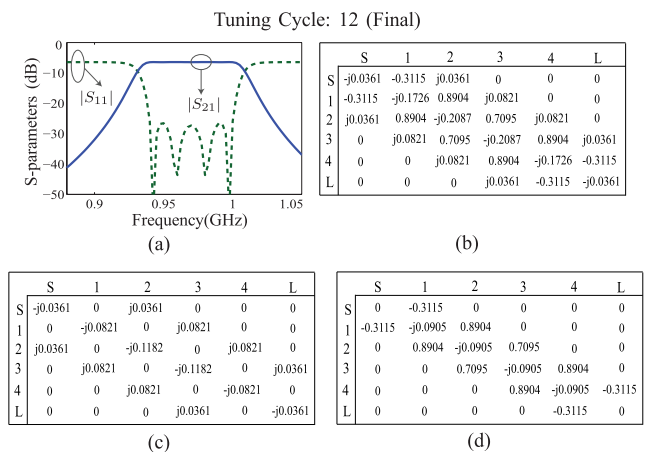 Tuning Cycle: 12 (Final)
S-parameters (dB)
0
−10
−20
−30
−40
−50
|S11|
|S21|
0.9 0.95 1 1.05
Frequency(GHz)
(a)
S 1 2 3 4 L
S -j0.0361 -0.3115 j0.0361 0 0 0
1 -0.3115 -j0.1726 0.8904 j0.0821 0 0
2 j0.0361 0.8904 -j0.2087 0.7095 j0.0821 0
3 0 j0.0821 0.7095 -j0.2087 0.8904 j0.0361
4 0 0 j0.0821 0.8904 -j0.1726 -0.3115
L 0 0 0 j0.0361 -0.3115 -j0.0361
(b)
S 1 2 3 4 L
S -j0.0361 0 j0.0361 0 0 0
1 0 -j0.0821 0 j0.0821 0 0
2 j0.0361 0 -j0.1182 0 j0.0821 0
3 0 j0.0821 0 -j0.1182 0 j0.0361
4 0 0 j0.0821 0 -j0.0821 0
L 0 0 0 j0.0361 0 -j0.0361
(c)
S 1 2 3 4 L
S 0 -0.3115 0 0 0 0
1 -0.3115 -j0.0905 0.8904 0 0 0
2 0 0.8904 -j0.0905 0.7095 0 0
3 0 0 0.7095 -j0.0905 0.8904 0
4 0 0 0 0.8904 -j0.0905 -0.3115
L 0 0 0 0 -0.3115 0
(d)